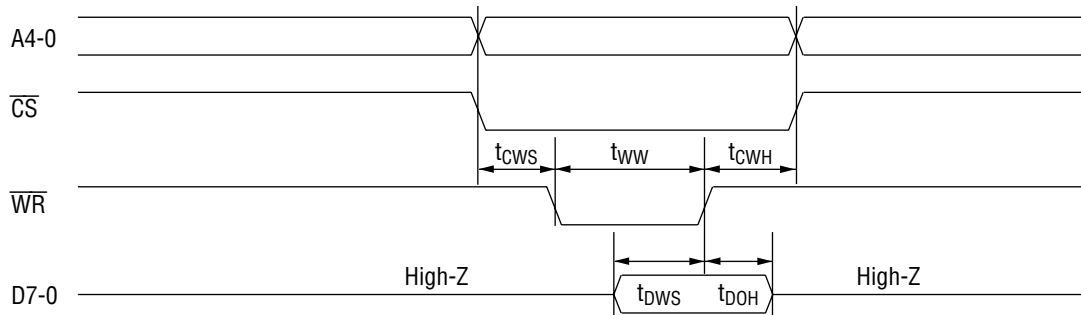 A4-0
CS
tCWS tWW tCWH
WR
High-Z High-Z
D7-0 tDWS tDOH